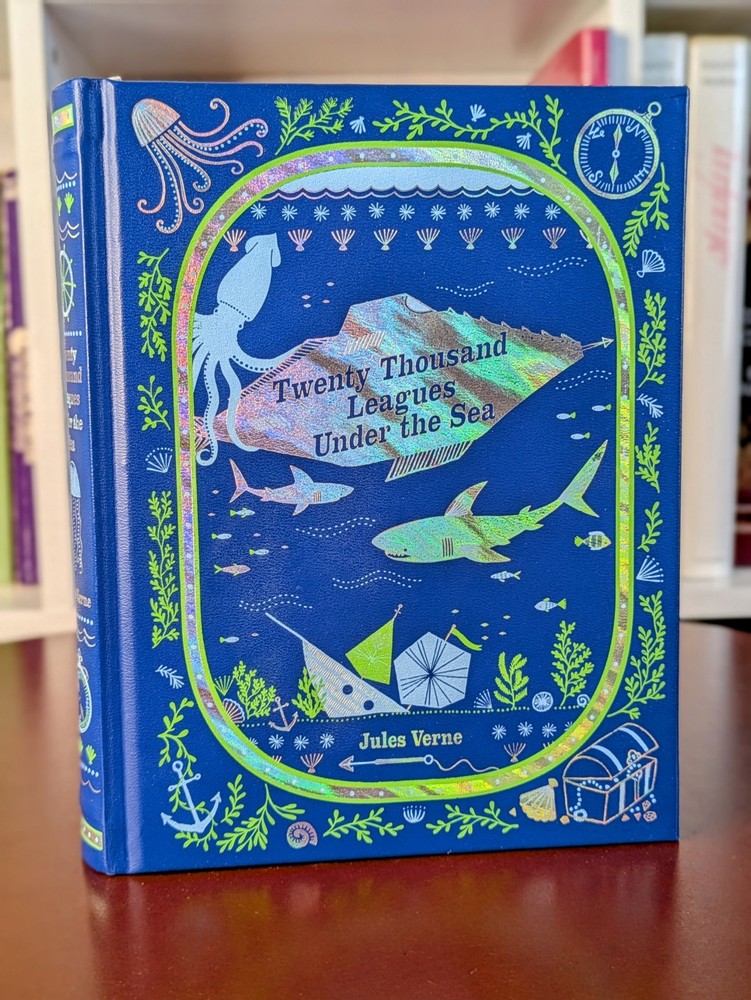 Twenty Thousand
Leagues
Under the Sea
Jules Verne
N
S